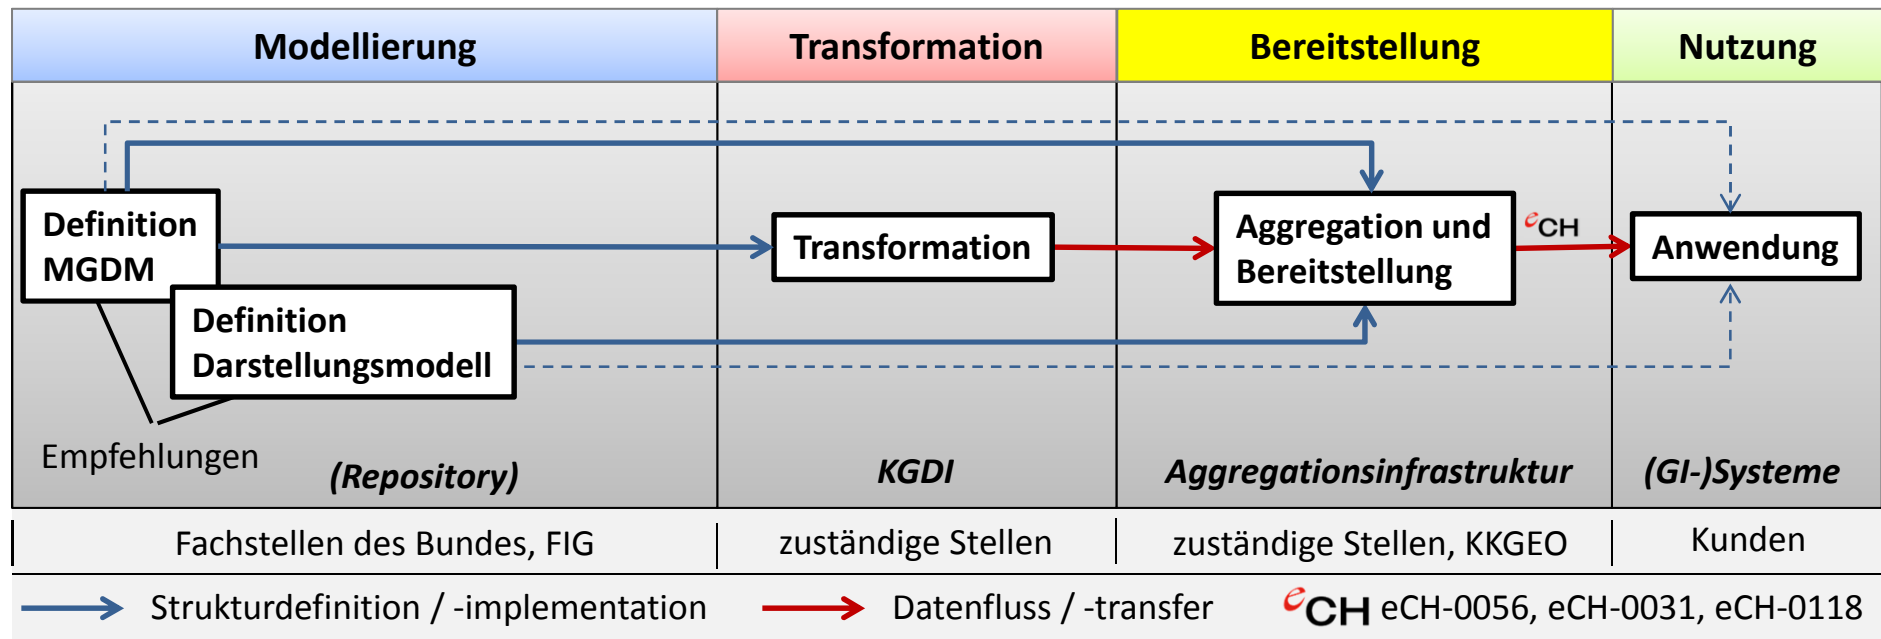 Modellierung Transformation Bereitstellung Nutzung
Definition
MGDM
Transformation
Aggregation und
Bereitstellung
eCH
Anwendung
Definition
Darstellungsmodell
Empfehlungen
(Repository) KGDI Aggregationsinfrastruktur (GI-)Systeme
Fachstellen des Bundes, FIG zuständige Stellen zuständige Stellen, KKGEO Kunden
Strukturdefinition / -implementation Datenfluss / -transfer eCH eCH-0056, eCH-0031, eCH-0118